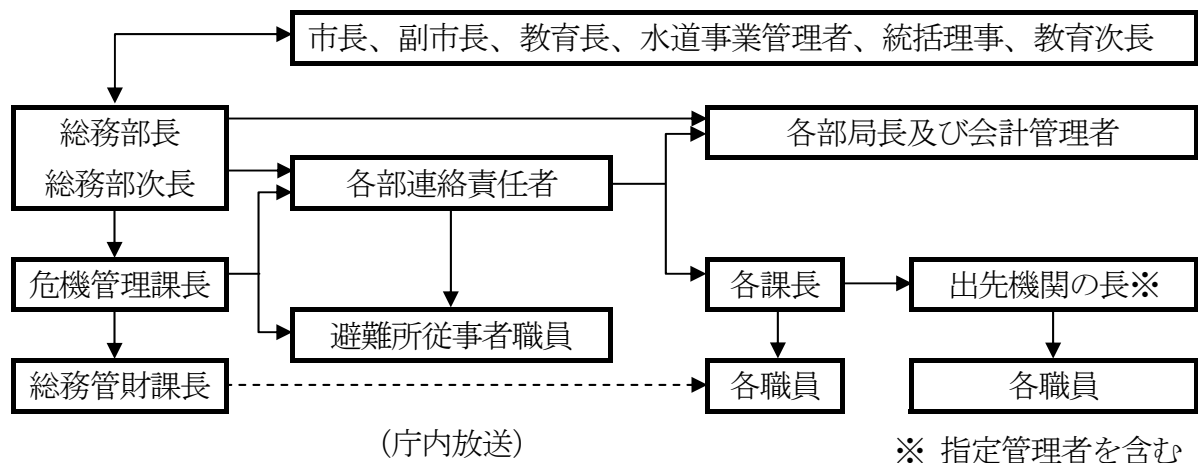 市長、副市長、教育長、水道事業管理者、統括理事、教育次長
総務部長
総務部次長
各部局長及び会計管理者
各部連絡責任者
危機管理課長
各課長
出先機関の長※
避難所従事者職員
総務管財課長
各職員
各職員
(庁内放送)
※ 指定管理者を含む